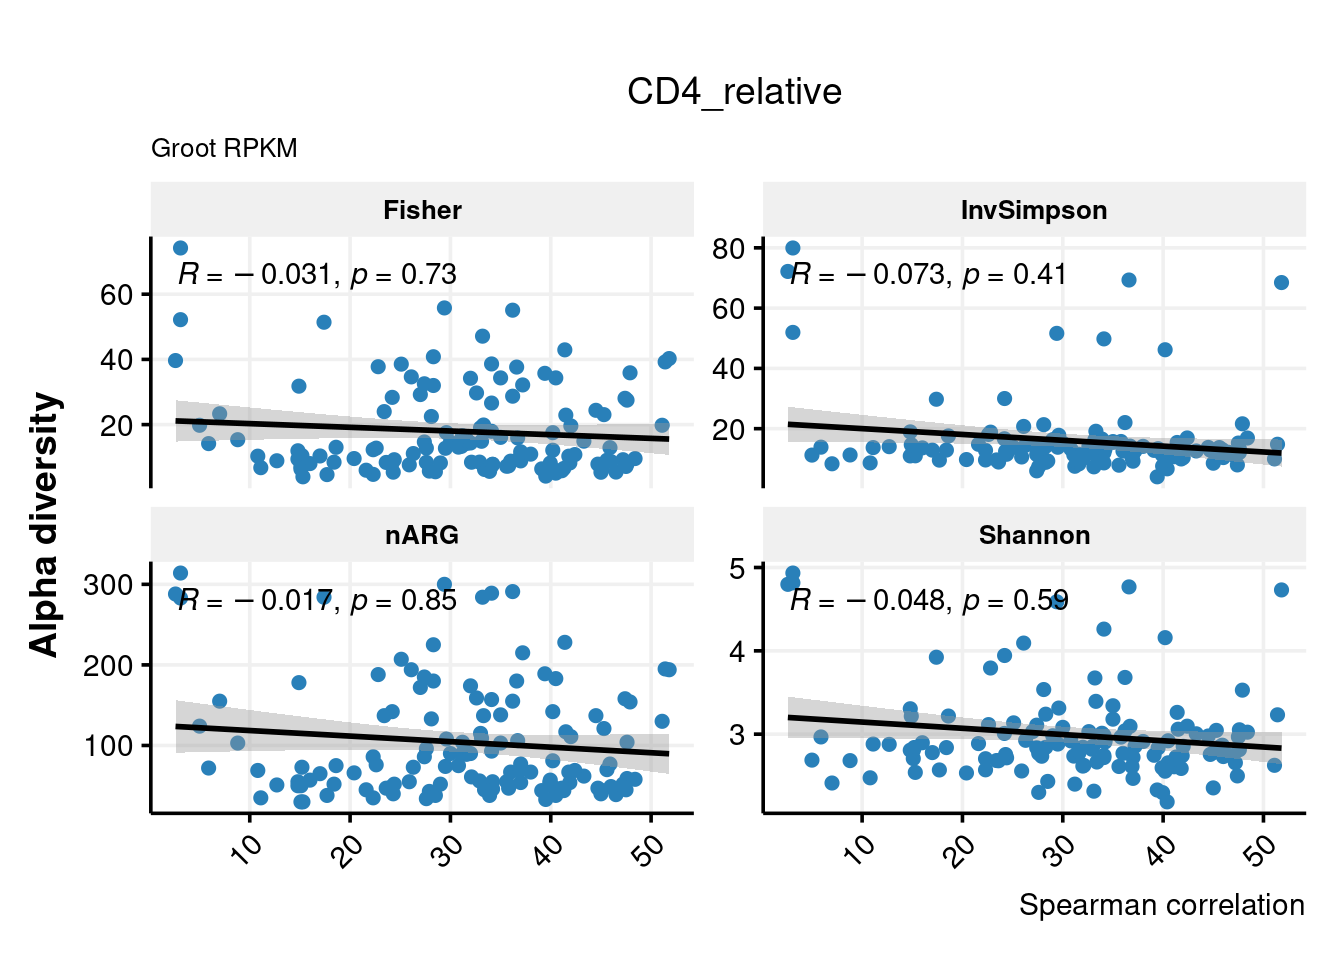 CD4_relative
Groot RPKM
Fisher
InvSimpson
R = −0.031, p = 0.73
R = −0.073, p = 0.41
60
40
20
80
60
40
20
nARG
Shannon
R = −0.017, p = 0.85
R = −0.048, p = 0.59
300
200
100
5
4
3
10 20 30 40 50
10 20 30 40 50
Alpha diversity
Spearman correlation